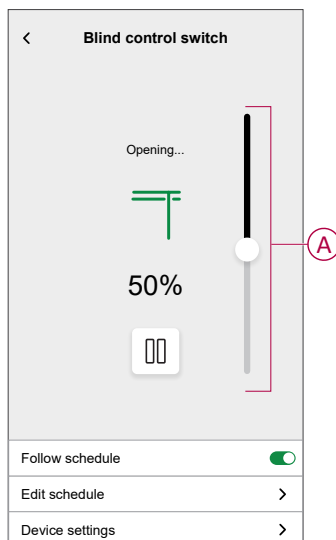 Blind control switch
Opening...
A
50%
Follow schedule
Edit schedule
Device settings